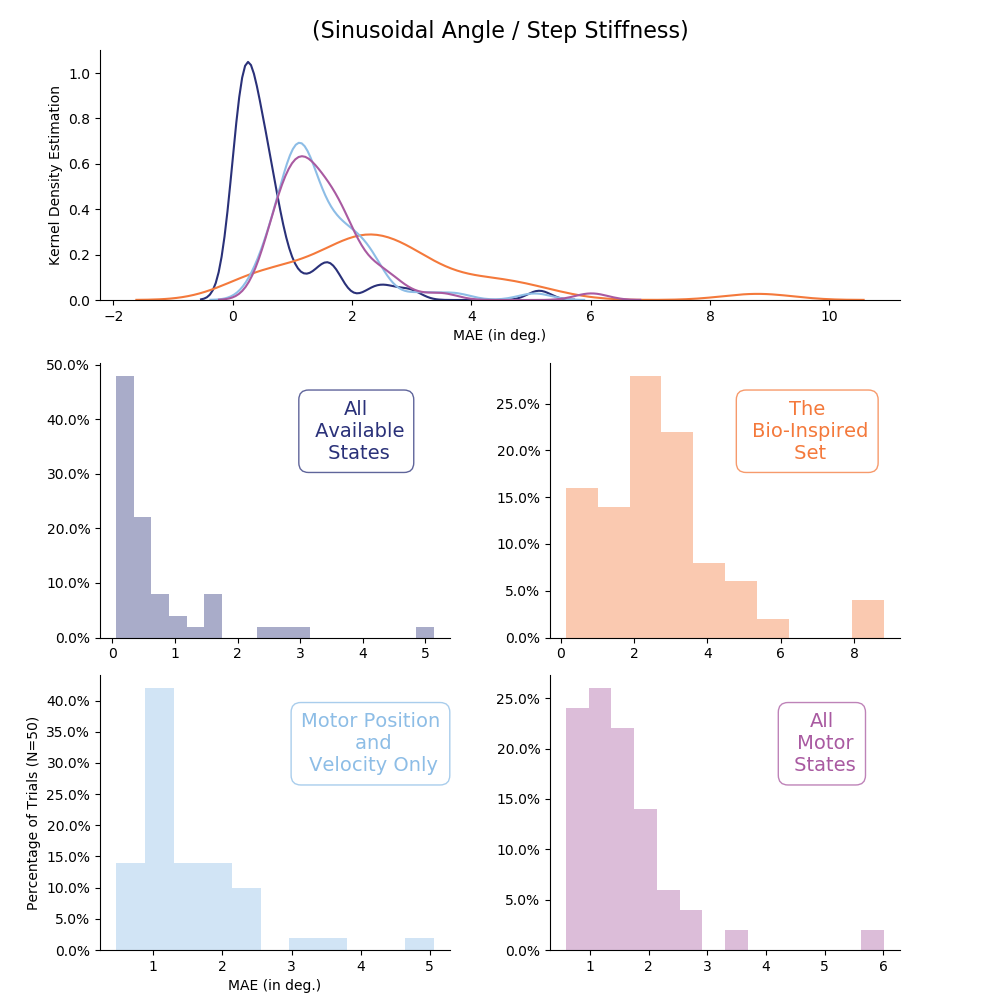 (Sinusoidal Angle / Step Stiffness)
Kernel Density Estimation
1.0
0.8
0.6
0.4
0.2
0.0
−2 0 2 4 6 8 10
MAE (in deg.)
50.0%
40.0%
30.0%
20.0%
10.0%
0.0%
0 1 2 3 4 5
All
Available
States
25.0%
20.0%
15.0%
10.0%
5.0%
0.0%
0 2 4 6 8
The
Bio-Inspired
Set
Percentage of Trials (N=50)
40.0%
35.0%
30.0%
25.0%
20.0%
15.0%
10.0%
5.0%
0.0%
1 2 3 4 5
MAE (in deg.)
Motor Position
and
Velocity Only
25.0%
20.0%
15.0%
10.0%
5.0%
0.0%
1 2 3 4 5 6
All
Motor
States